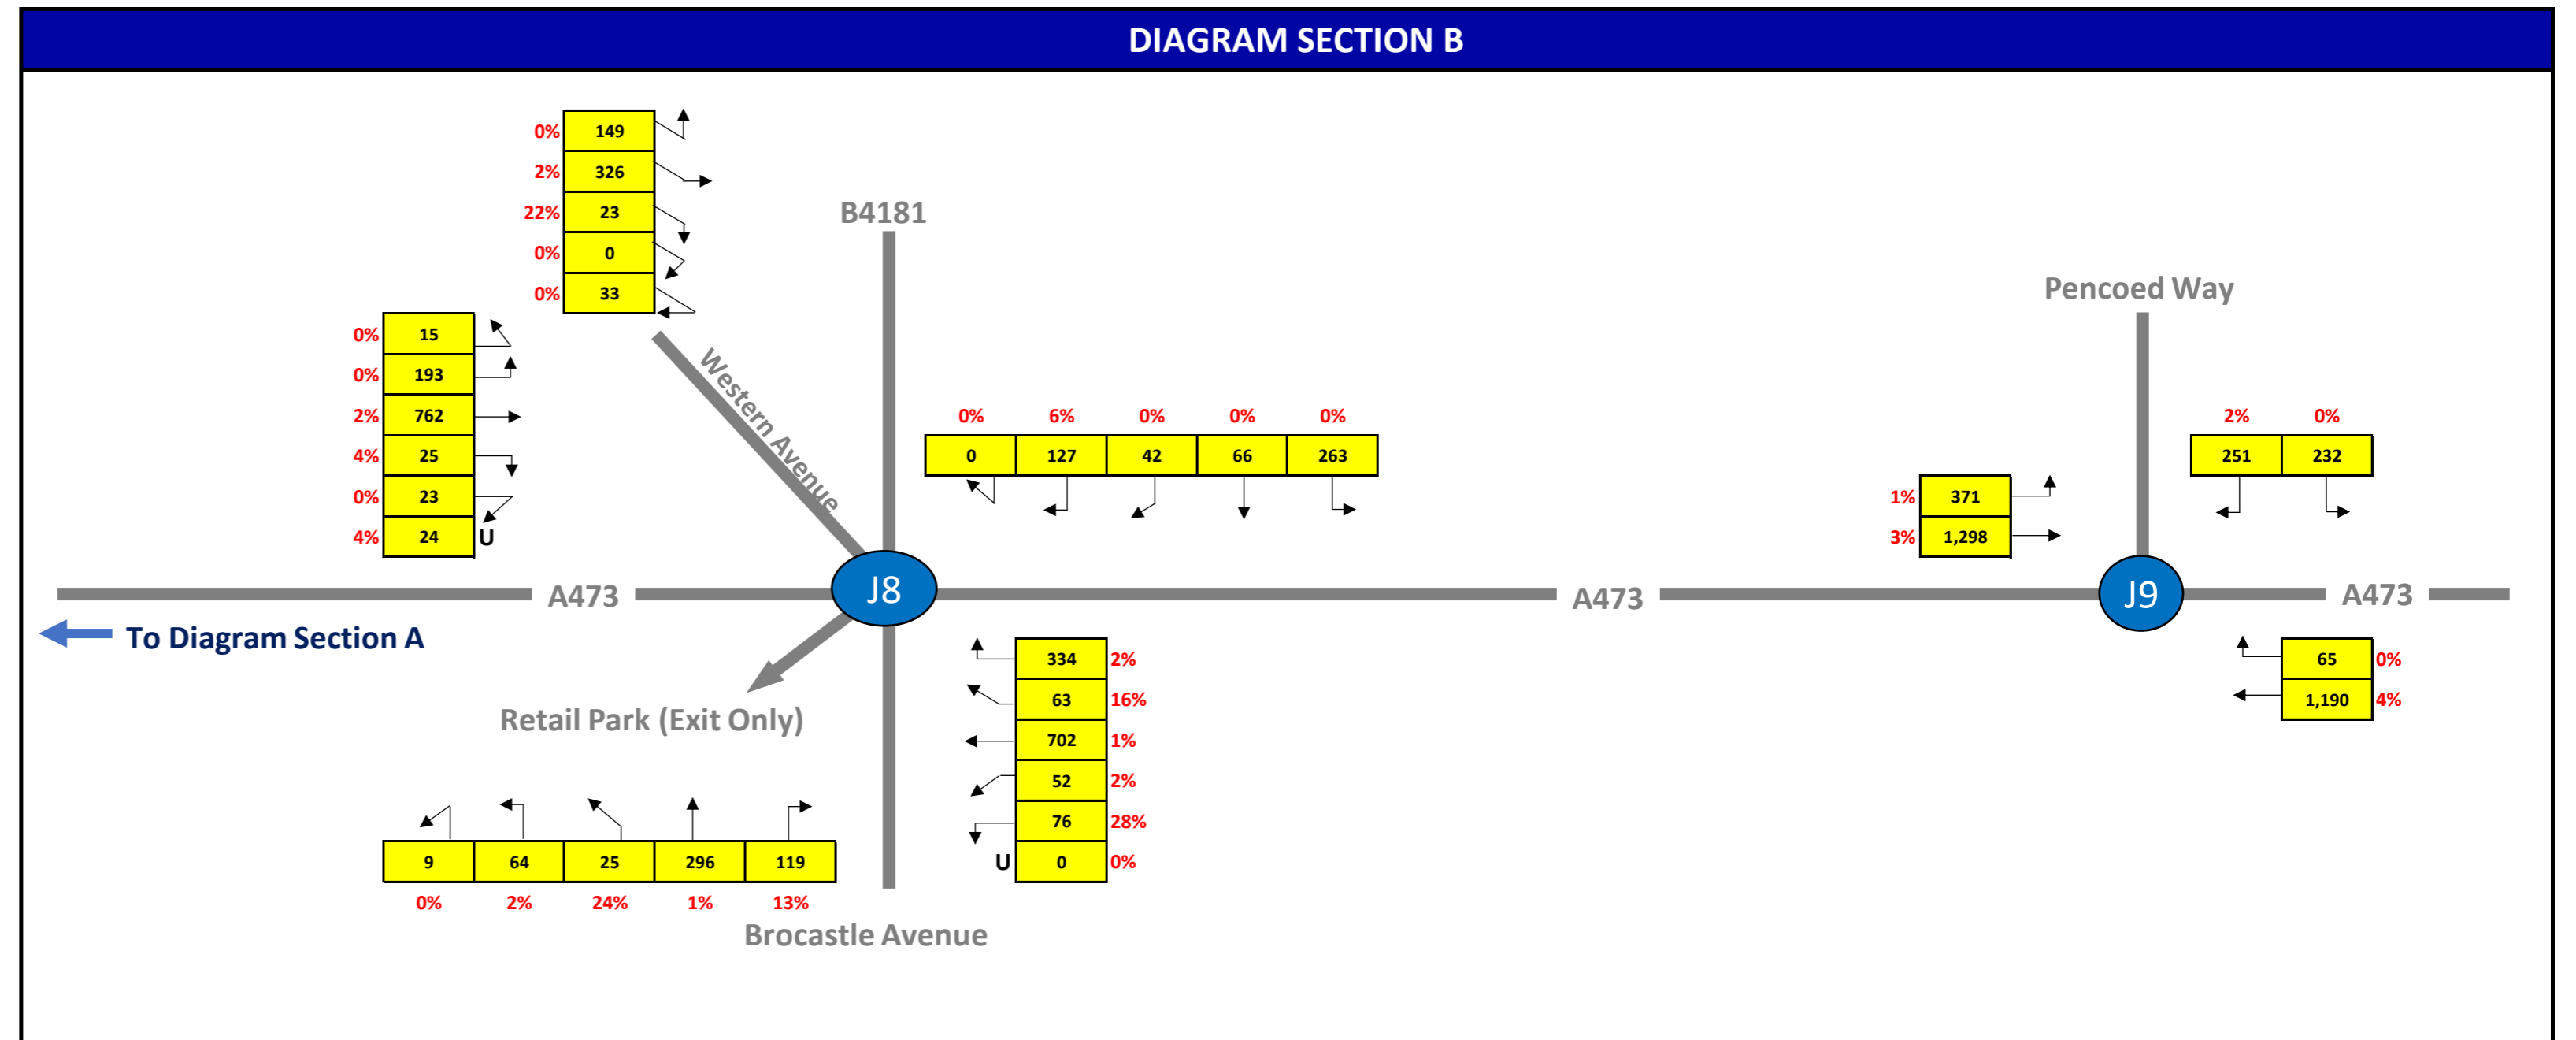 DIAGRAM SECTION B
0% 149
2% 326
22% 23
0% 0
0% 33
B4181
Western Avenue
0% 15
0% 193
2% 762
4% 25
0% 23
4% 24 U
0% 6% 0% 0% 0%
0 127 42 66 263
Pencoed Way
2% 0%
251 232
1% 371
3% 1,298
A473
J8
A473
J9
A473
To Diagram Section A
Retail Park (Exit Only)
334 2%
63 16%
702 1%
52 2%
76 28%
U 0 0%
65 0%
1,190 4%
9 64 25 296 119
0% 2% 24% 1% 13%
Brocastle Avenue